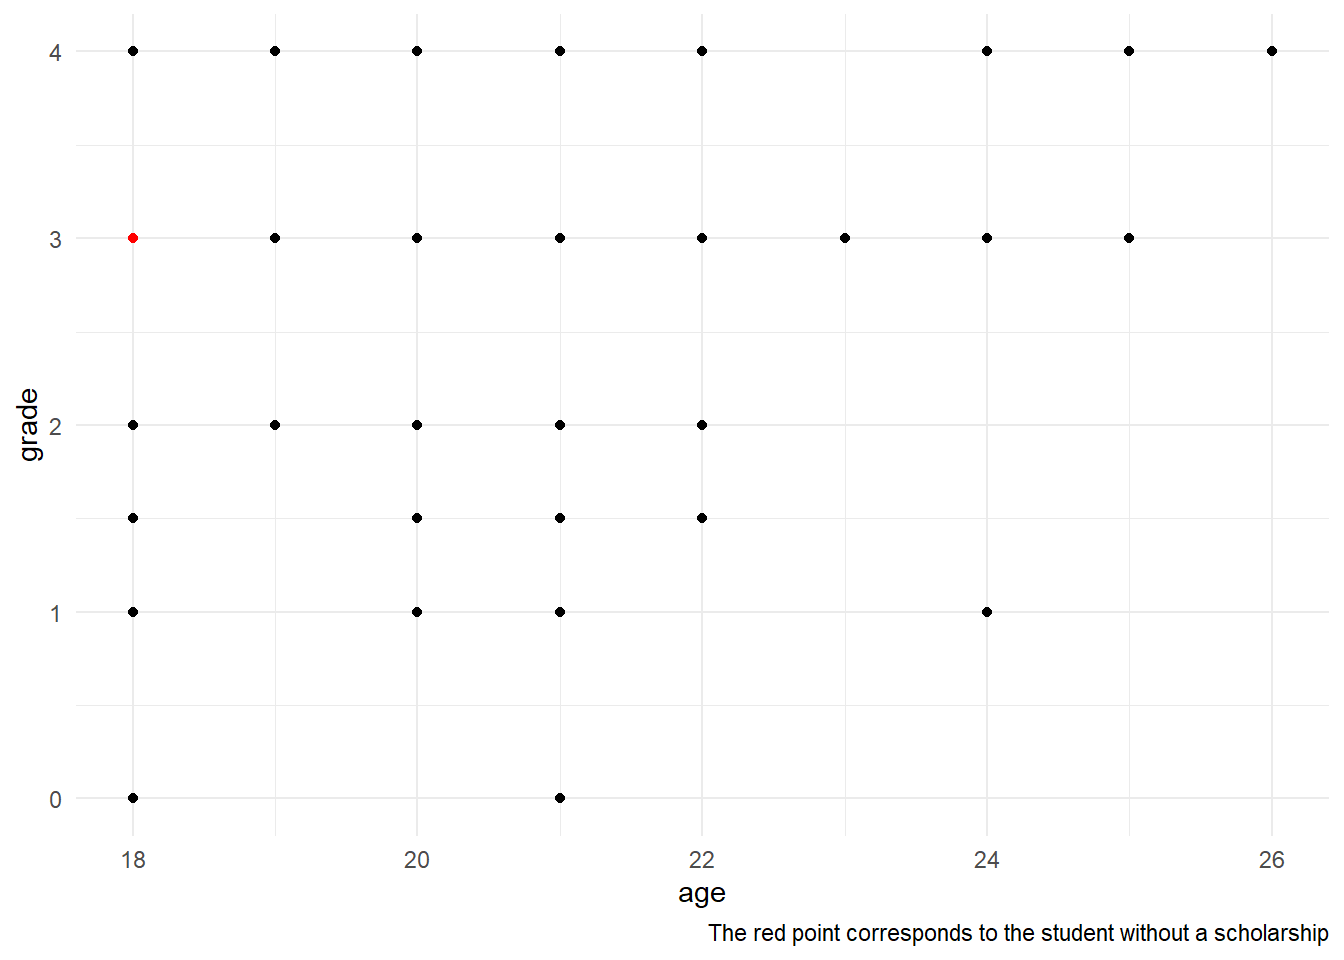 4
3
2
1
0
grade
18 20 22 24 26
age
The red point corresponds to the student without a scholarship